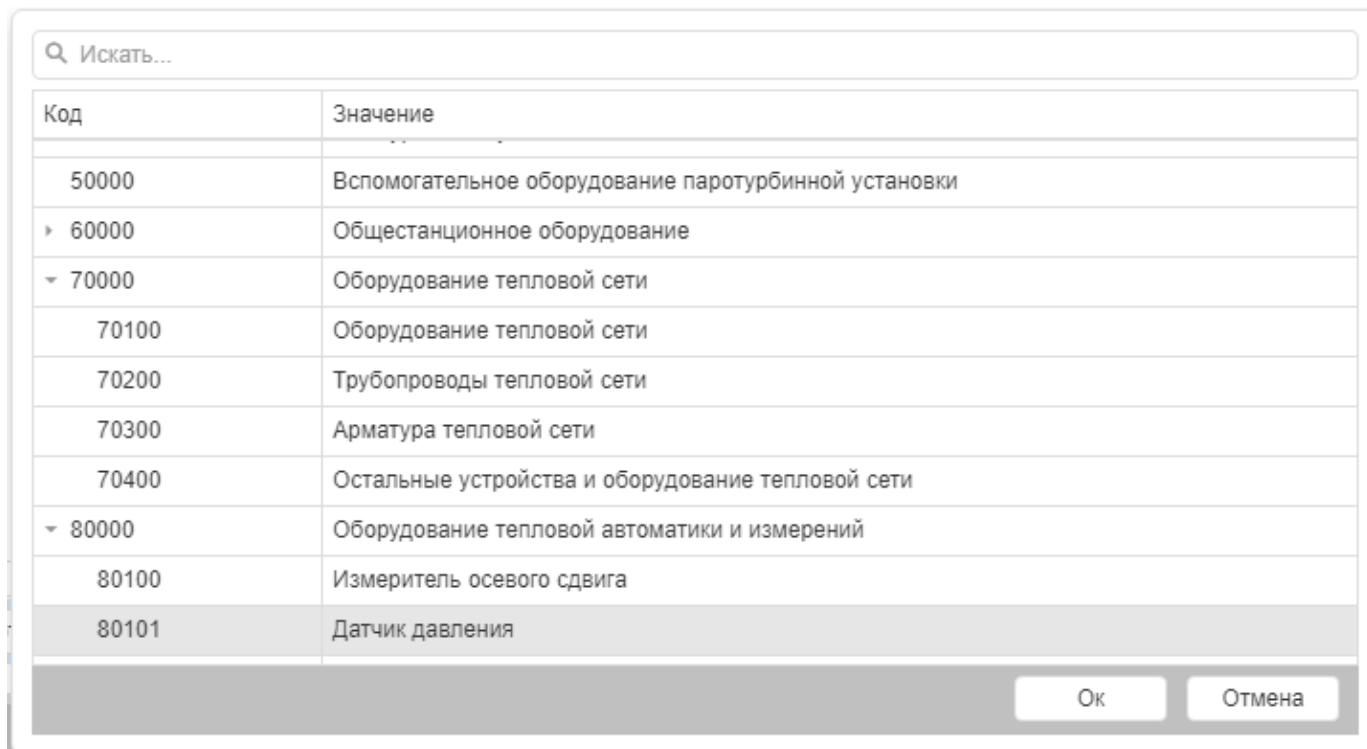 Искать...
Код Значение
50000 Вспомогательное оборудование паротурбинной установки
60000 Общестанционное оборудование
70000 Оборудование тепловой сети
70100 Оборудование тепловой сети
70200 Трубопроводы тепловой сети
70300 Арматура тепловой сети
70400 Остальные устройства и оборудование тепловой сети
80000 Оборудование тепловой автоматики и измерений
80100 Измеритель осевого сдвига
80101 Датчик давления
Ок Отмена